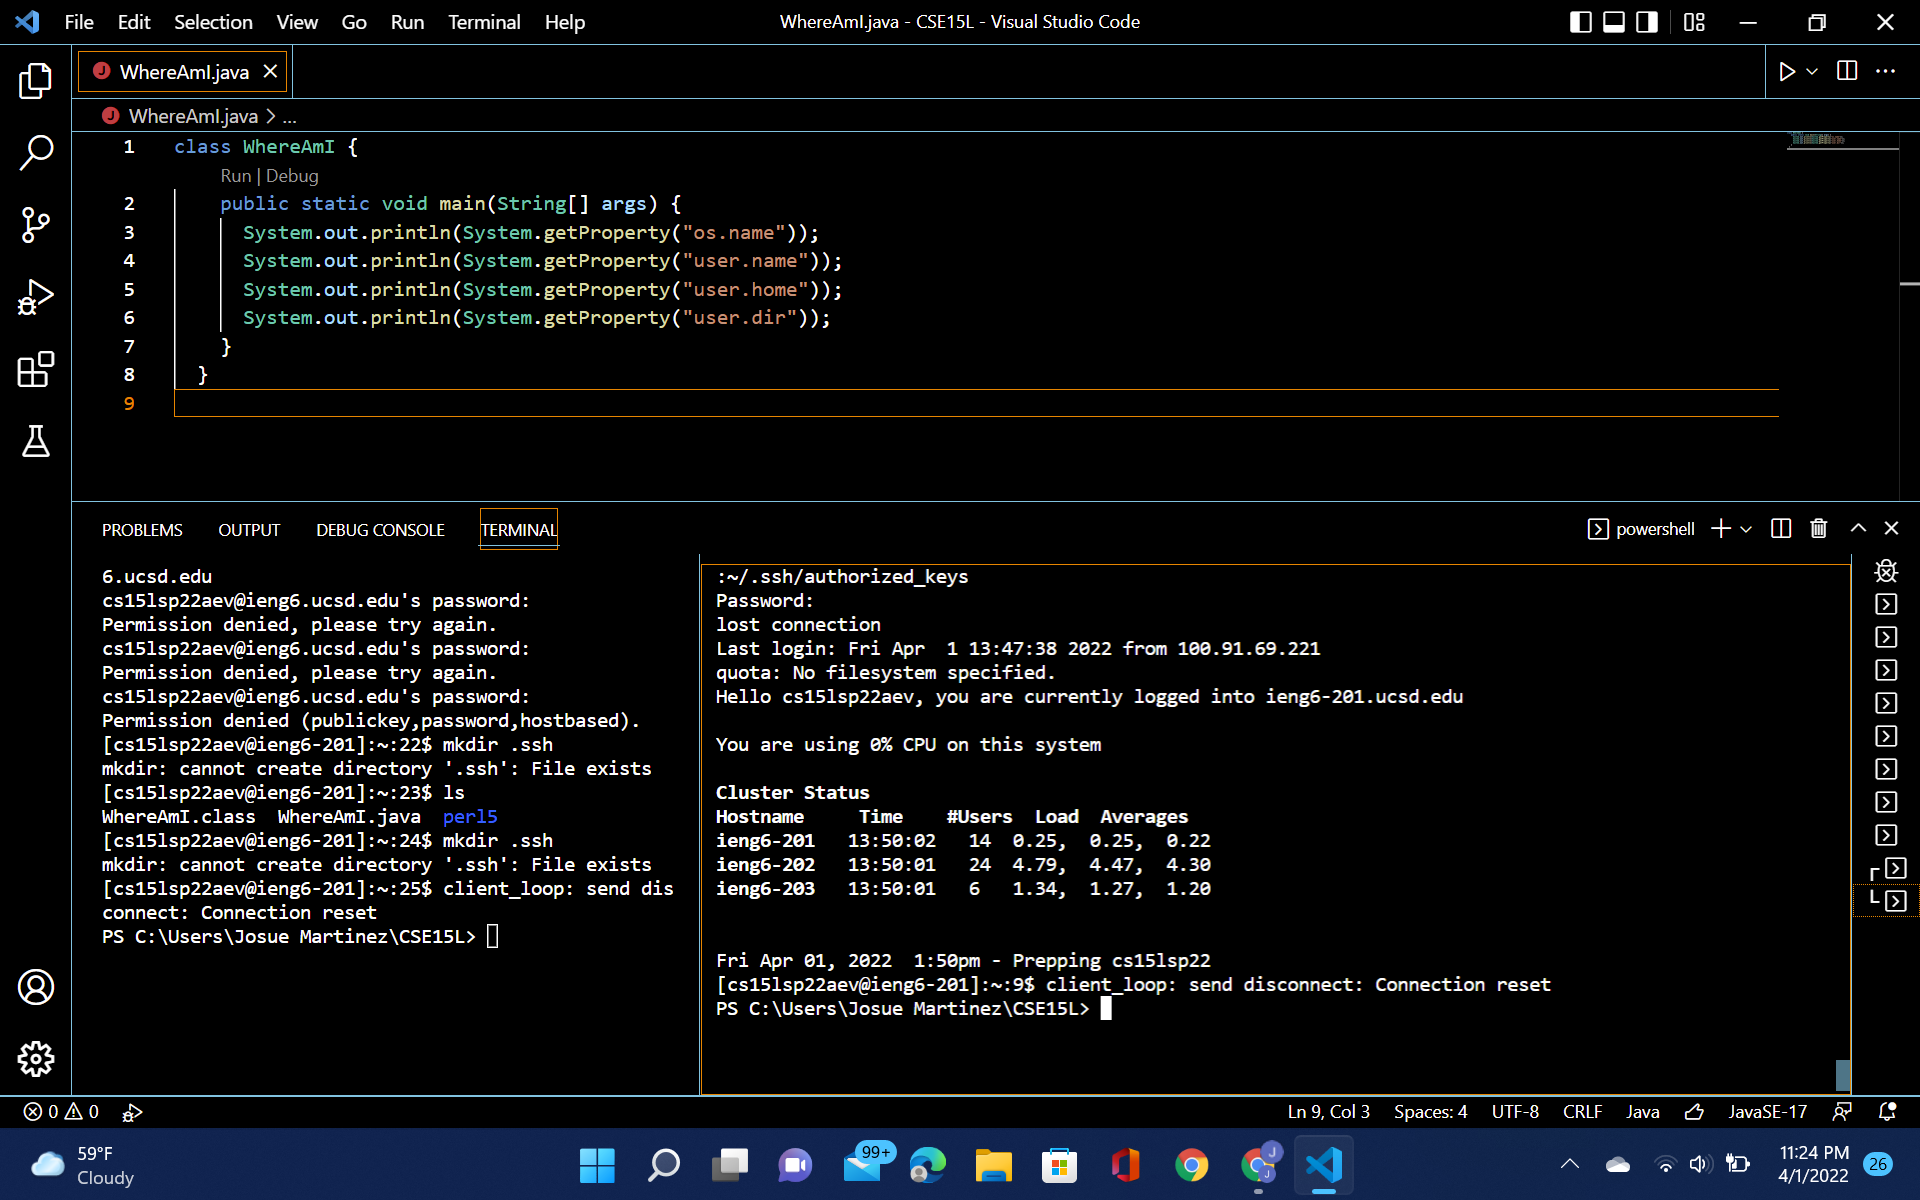 File Edit Selection View Go Run Terminal Help
WhereAmI.java - CSE15L - Visual Studio Code
WhereAmI.java
WhereAmI.java > ...
1 class WhereAmI {
Run | Debug
2 public static void main(String[] args) {
3 System.out.println(System.getProperty("os.name"));
4 System.out.println(System.getProperty("user.name"));
5 System.out.println(System.getProperty("user.home"));
6 System.out.println(System.getProperty("user.dir"));
7 }
8 }
9
PROBLEMS OUTPUT DEBUG CONSOLE TERMINAL
powershell
6.ucsd.edu
cs15lsp22aev@ieng6.ucsd.edu's password:
Permission denied, please try again.
cs15lsp22aev@ieng6.ucsd.edu's password:
Permission denied, please try again.
cs15lsp22aev@ieng6.ucsd.edu's password:
Permission denied (publickey,password,hostbased).
[cs15lsp22aev@ieng6-201]:~:22$ mkdir .ssh
mkdir: cannot create directory '.ssh': File exists
[cs15lsp22aev@ieng6-201]:~:23$ ls
WhereAmI.class WhereAmI.java perl5
[cs15lsp22aev@ieng6-201]:~:24$ mkdir .ssh
mkdir: cannot create directory '.ssh': File exists
[cs15lsp22aev@ieng6-201]:~:25$ client_loop: send dis
connect: Connection reset
PS C:\Users\Josue Martinez\CSE15L>
:~/.ssh/authorized_keys
Password:
lost connection
Last login: Fri Apr 1 13:47:38 2022 from 100.91.69.221
quota: No filesystem specified.
Hello cs15lsp22aev, you are currently logged into ieng6-201.ucsd.edu
You are using 0% CPU on this system
Cluster Status
Hostname Time #Users Load Averages
ieng6-201 13:50:02 14 0.25, 0.25, 0.22
ieng6-202 13:50:01 24 4.79, 4.47, 4.30
ieng6-203 13:50:01 6 1.34, 1.27, 1.20
Fri Apr 01, 2022 1:50pm - Prepping cs15lsp22
[cs15lsp22aev@ieng6-201]:~:9$ client_loop: send disconnect: Connection reset
PS C:\Users\Josue Martinez\CSE15L>
0 0
Ln 9, Col 3 Spaces: 4 UTF-8 CRLF Java JavaSE-17
59°F
Cloudy
99+
J
J
11:24 PM
4/1/2022
26